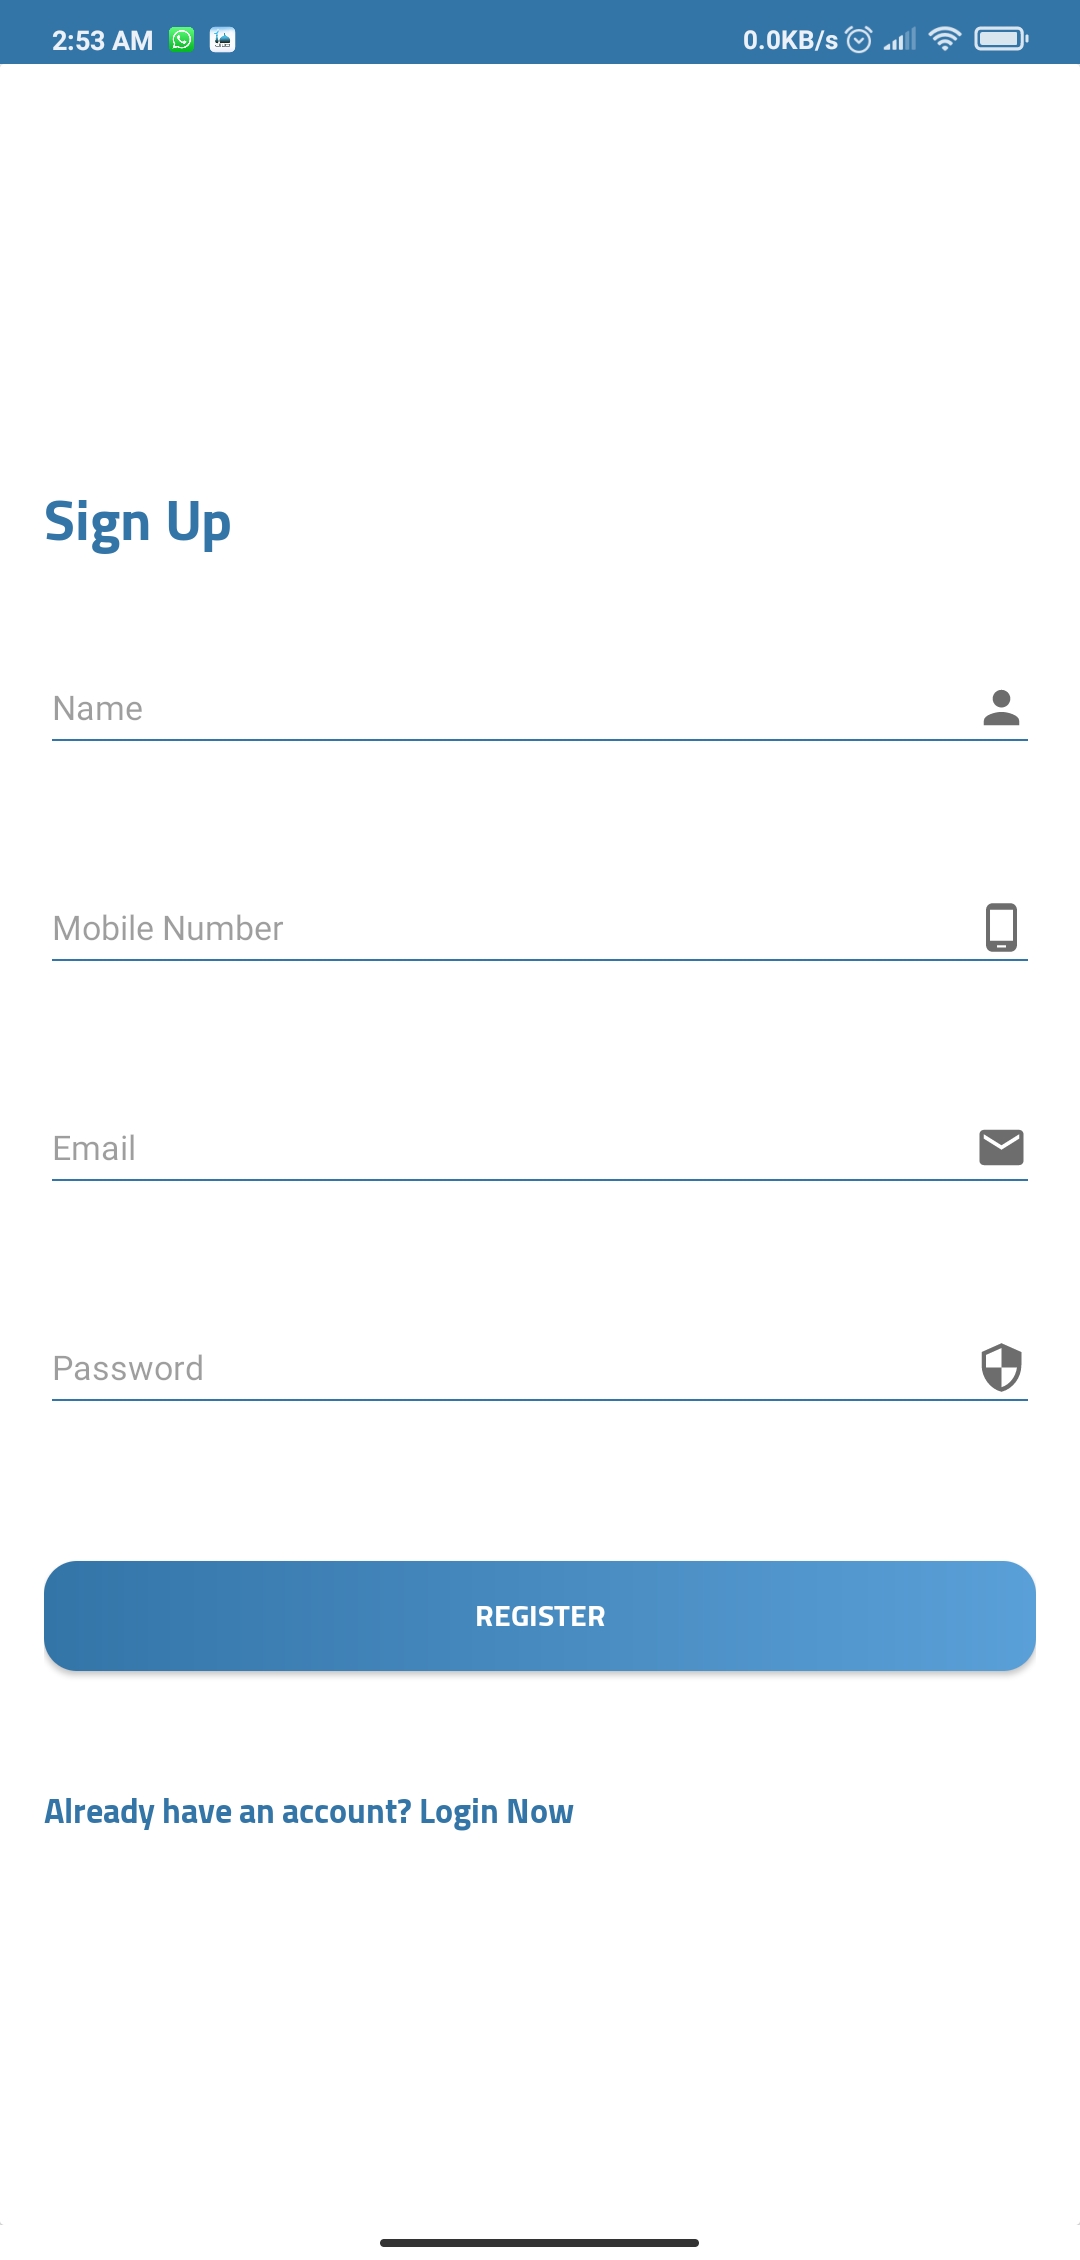 2:53 AM 0.0KB/s
Sign Up
Name
Mobile Number
Email
Password
REGISTER
Already have an account? Login Now